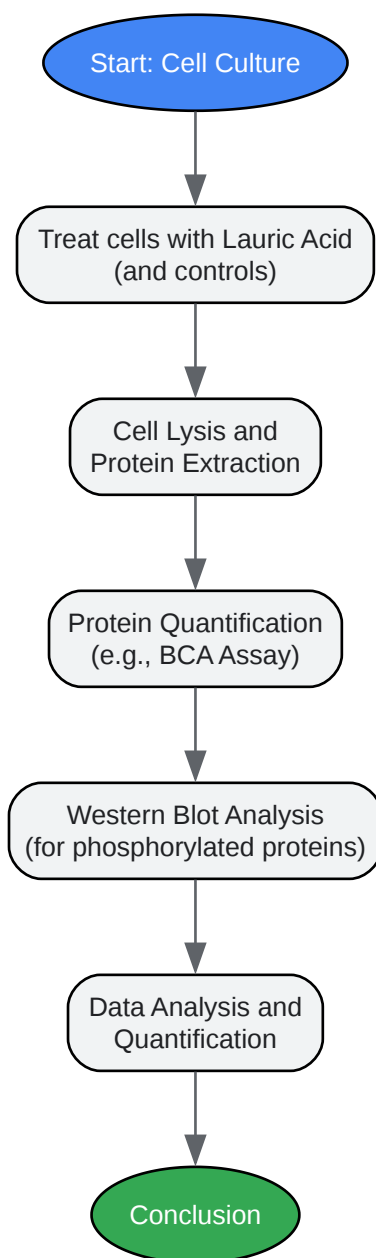 Start: Cell Culture
Treat cells with Lauric Acid
(and controls)
Cell Lysis and
Protein Extraction
Protein Quantification
(e.g., BCA Assay)
Western Blot Analysis
(for phosphorylated proteins)
Data Analysis and
Quantification
Conclusion